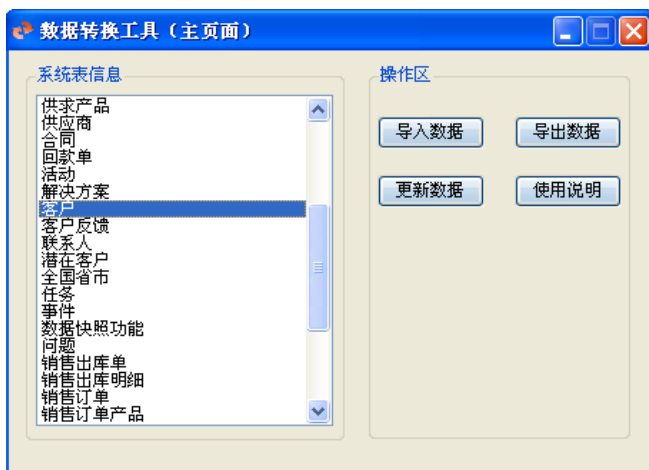 数据转换工具（主页面）
系统表信息
供求产品
供应商
合同
回款单
活动
解决方案
客户
客户反馈
联系人
潜在客户
全国省市
任务
事件
数据快照功能
问题
销售出库单
销售出库明细
销售订单
销售订单产品
操作区
导入数据 导出数据
更新数据 使用说明